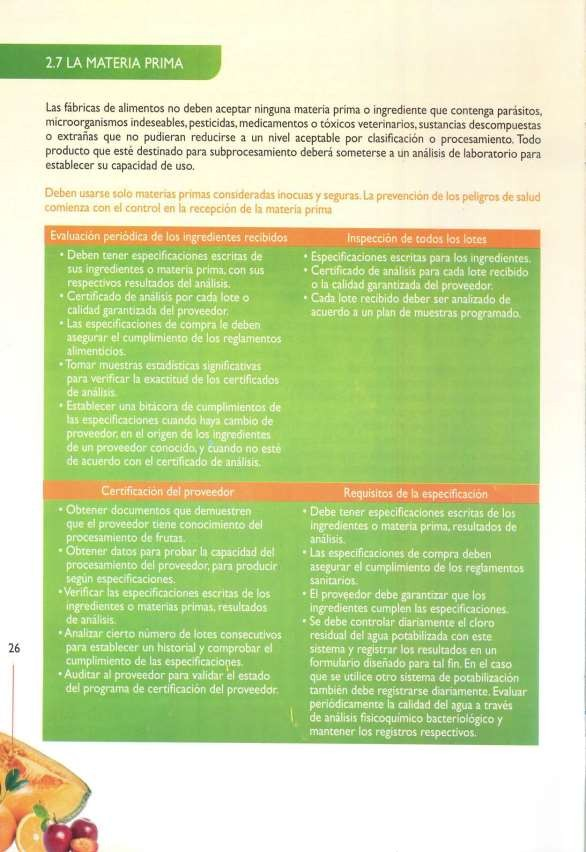 2.7 LA MATERIA PRIMA
Las fábricas de alimentos no deben aceptar ninguna materia prima o ingrediente que contenga parásitos,
microorganismos indeseables, pesticidas, medicamentos o tóxicos veterinarios, sustancias descompuestas
o extrañas que no pudieran reducirse a un nivel aceptable por clasificación o procesamiento. Todo
producto que esté destinado para subprocesamiento deberá someterse a un análisis de laboratorio para
establecer su capacidad de uso.
Deben usarse solo materias primas consideradas inocuas y seguras. La prevención de los peligros de salud
comienza con el control en la recepción de la materia prima
Evaluación periódica de los ingredientes recibidos
• Deben tener especificaciones escritas de
sus ingredientes o materia prima, con sus
respectivos resultados del análisis.
• Certificado de análisis por cada lote o
calidad garantizada del proveedor.
• Las especificaciones de compra le deben
asegurar el cumplimiento de los reglamentos
alimenticios.
• Tomar muestras estadísticas significativas
para verificar la exactitud de los certificados
de análisis.
• Establecer una bitácora de cumplimientos de
las especificaciones cuando haya cambio de
proveedor, en el origen de los ingredientes
de un proveedor conocido, y cuando no esté
de acuerdo con el certificado de análisis.
Inspección de todos los lotes
• Especificaciones escritas para los ingredientes.
• Certificado de análisis para cada lote recibido
o la calidad garantizada del proveedor.
• Cada lote recibido deber ser analizado de
acuerdo a un plan de muestras programado.
Certificación del proveedor
• Obtener documentos que demuestren
que el proveedor tiene conocimiento del
procesamiento de frutas.
• Obtener datos para probar la capacidad del
procesamiento del proveedor, para producir
según especificaciones.
• Verificar las especificaciones escritas de los
ingredientes o materias primas, resultados
de análisis.
• Analizar cierto número de lotes consecutivos
para establecer un historial y comprobar el
cumplimiento de las especificaciones.
• Auditar al proveedor para validar el estado
del programa de certificación del proveedor.
Requisitos de la especificación
• Debe tener especificaciones escritas de los
ingredientes o materia prima, resultados de
análisis.
• Las especificaciones de compra deben
asegurar el cumplimiento de los reglamentos
sanitarios.
• El proveedor debe garantizar que los
ingredientes cumplen las especificaciones.
• Se debe controlar diariamente el cloro
residual del agua potabilizada con este
sistema y registrar los resultados en un
formulario diseñado para tal fin. En el caso
que se utilice otro sistema de potabilización
también debe registrarse diariamente. Evaluar
periódicamente la calidad del agua a través
de análisis fisicoquímico bacteriológico y
mantener los registros respectivos.
26